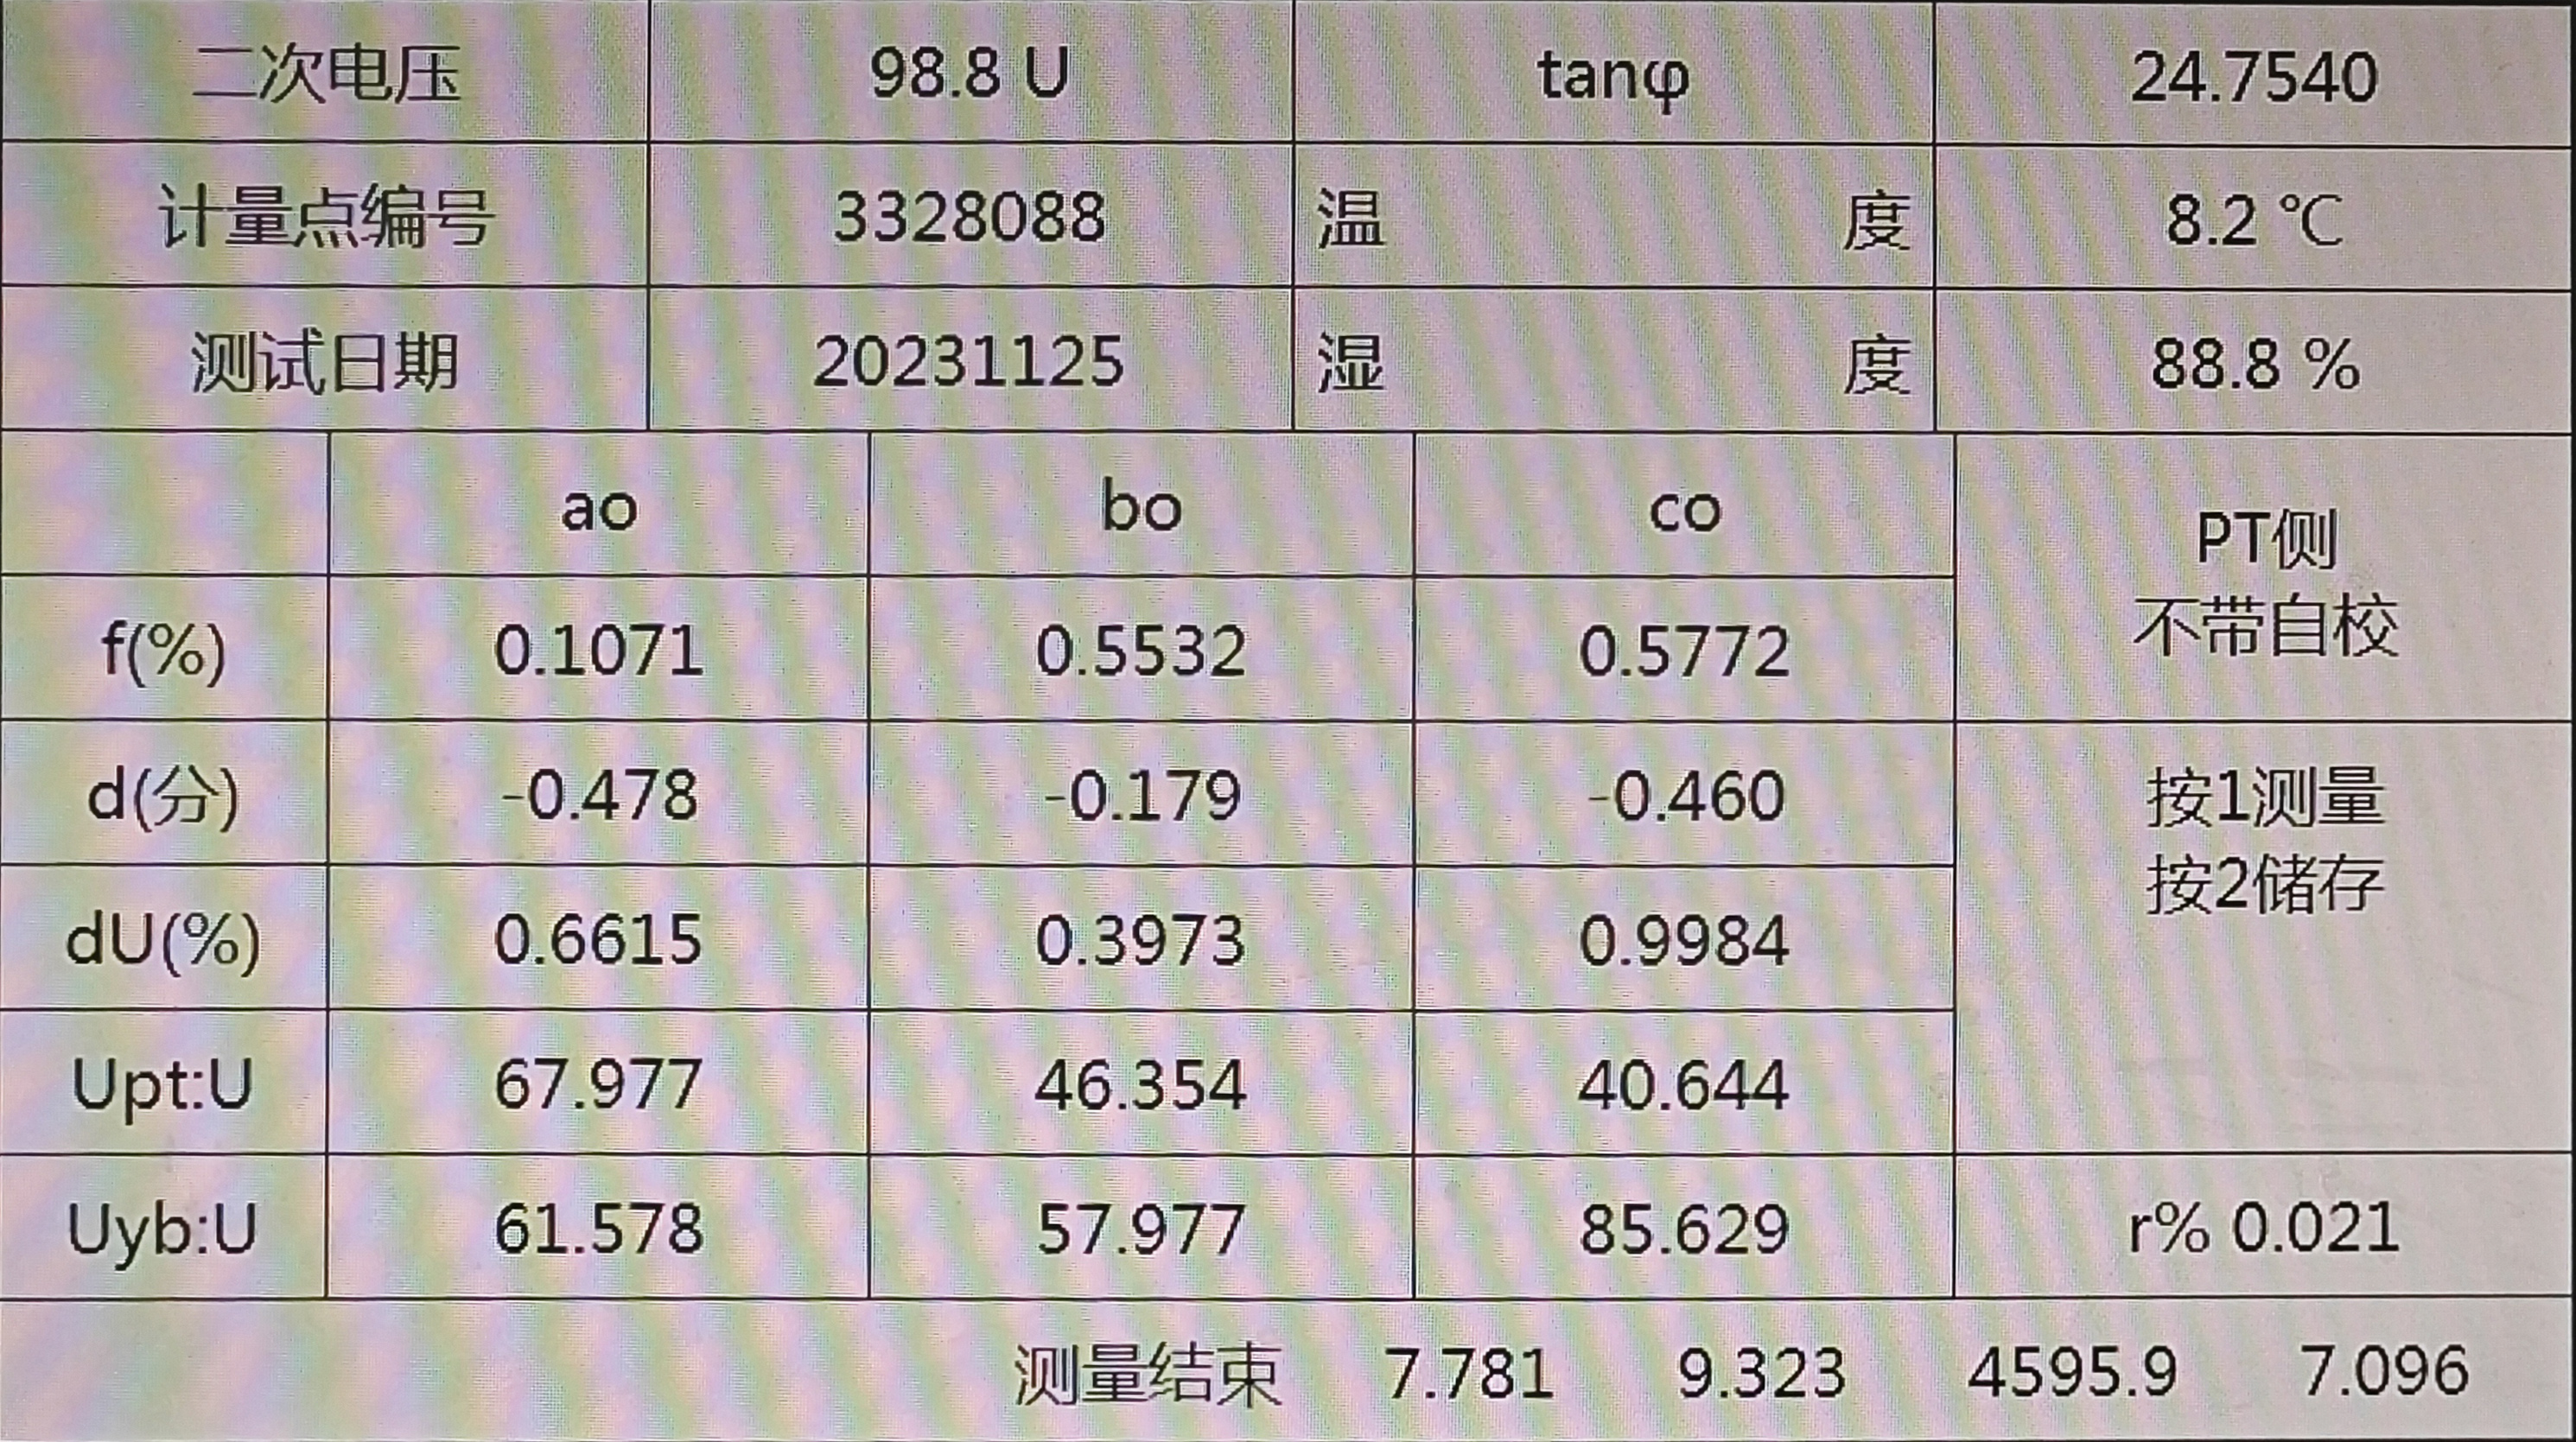 二次电压 98.8 U tanφ 24.7540
计量点编号 3328088 温 度 8.2 ℃
测试日期 20231125 湿 度 88.8 %
ao bo co
PT侧
不带自校
f(%) 0.1071 0.5532 0.5772
d(分) -0.478 -0.179 -0.460
按1测量
按2储存
dU(%) 0.6615 0.3973 0.9984
Upt:U 67.977 46.354 40.644
Uyb:U 61.578 57.977 85.629 r% 0.021
测量结束 7.781 9.323 4595.9 7.096